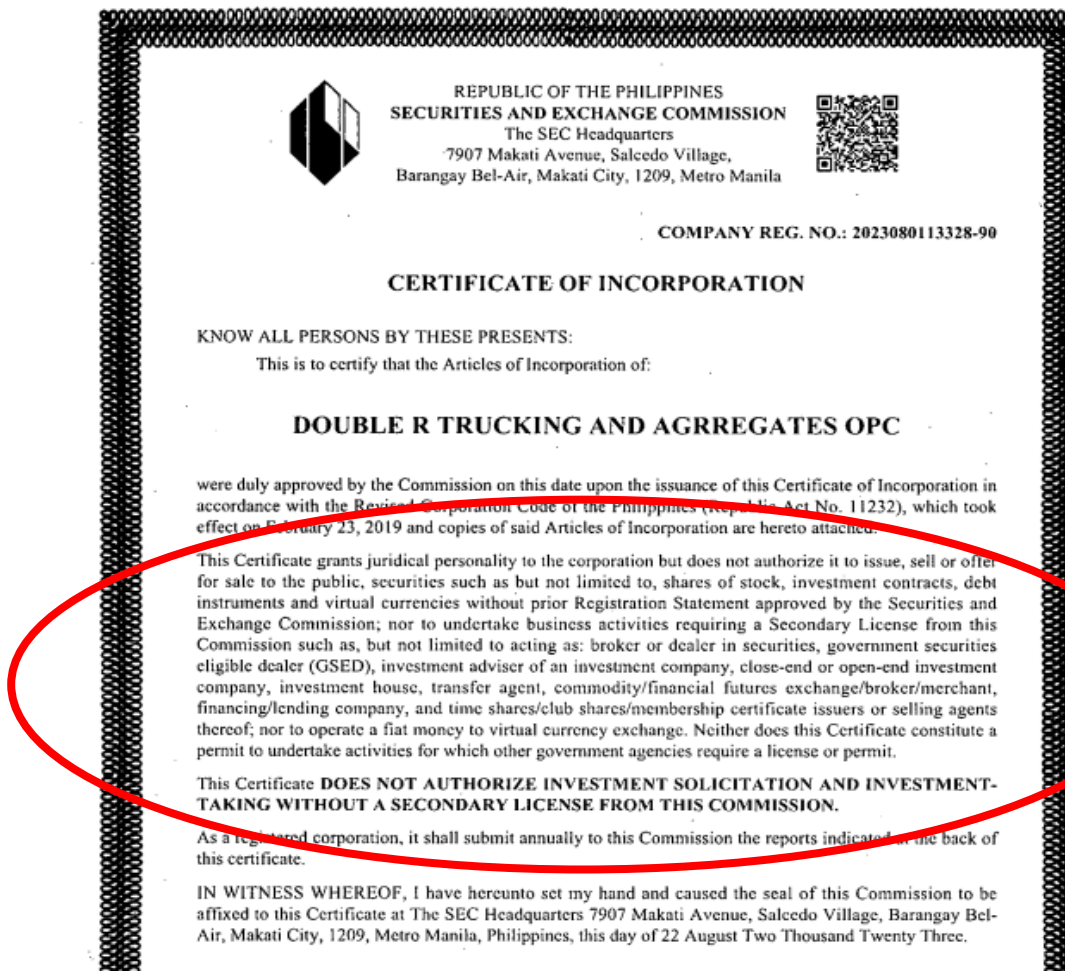 REPUBLIC OF THE PHILIPPINES
SECURITIES AND EXCHANGE COMMISSION
The SEC Headquarters
7907 Makati Avenue, Salcedo Village,
Barangay Bel-Air, Makati City, 1209, Metro Manila
COMPANY REG. NO.: 2023080113328-90
CERTIFICATE OF INCORPORATION
KNOW ALL PERSONS BY THESE PRESENTS:
This is to certify that the Articles of Incorporation of:
DOUBLE R TRUCKING AND AGRREGATES OPC
were duly approved by the Commission on this date upon the issuance of this Certificate of Incorporation in
accordance with the Revised Corporation Code of the Philippines (Republic Act No. 11232), which took
effect on February 23, 2019 and copies of said Articles of Incorporation are hereto attached.
This Certificate grants juridical personality to the corporation but does not authorize it to issue, sell or offer
for sale to the public, securities such as but not limited to, shares of stock, investment contracts, debt
instruments and virtual currencies without prior Registration Statement approved by the Securities and
Exchange Commission; nor to undertake business activities requiring a Secondary License from this
Commission such as, but not limited to acting as: broker or dealer in securities, government securities
eligible dealer (GSED), investment adviser of an investment company, close-end or open-end investment
company, investment house, transfer agent, commodity/financial futures exchange/broker/merchant,
financing/lending company, and time shares/club shares/membership certificate issuers or selling agents
thereof; nor to operate a fiat money to virtual currency exchange. Neither does this Certificate constitute a
permit to undertake activities for which other government agencies require a license or permit.
This Certificate DOES NOT AUTHORIZE INVESTMENT SOLICITATION AND INVESTMENT-
TAKING WITHOUT A SECONDARY LICENSE FROM THIS COMMISSION.
As a registered corporation, it shall submit annually to this Commission the reports indicated at the back of
this certificate.
IN WITNESS WHEREOF, I have hereunto set my hand and caused the seal of this Commission to be
affixed to this Certificate at The SEC Headquarters 7907 Makati Avenue, Salcedo Village, Barangay Bel-
Air, Makati City, 1209, Metro Manila, Philippines, this day of 22 August Two Thousand Twenty Three.